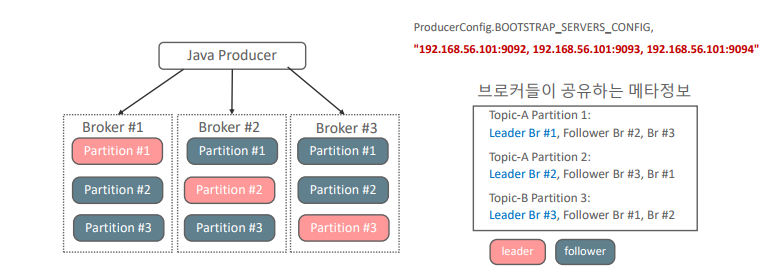 ProducerConfig.BOOTSTRAP_SERVERS_CONFIG,
"192.168.56.101:9092, 192.168.56.101:9093, 192.168.56.101:9094"
Java Producer
Broker #1
Partition #1
Partition #2
Partition #3
Broker #2
Partition #1
Partition #2
Partition #3
Broker #3
Partition #1
Partition #2
Partition #3
브로커들이 공유하는 메타정보
Topic-A Partition 1:
Leader Br #1, Follower Br #2, Br #3
Topic-A Partition 2:
Leader Br #2, Follower Br #3, Br #1
Topic-B Partition 3:
Leader Br #3, Follower Br #1, Br #2
leader
follower